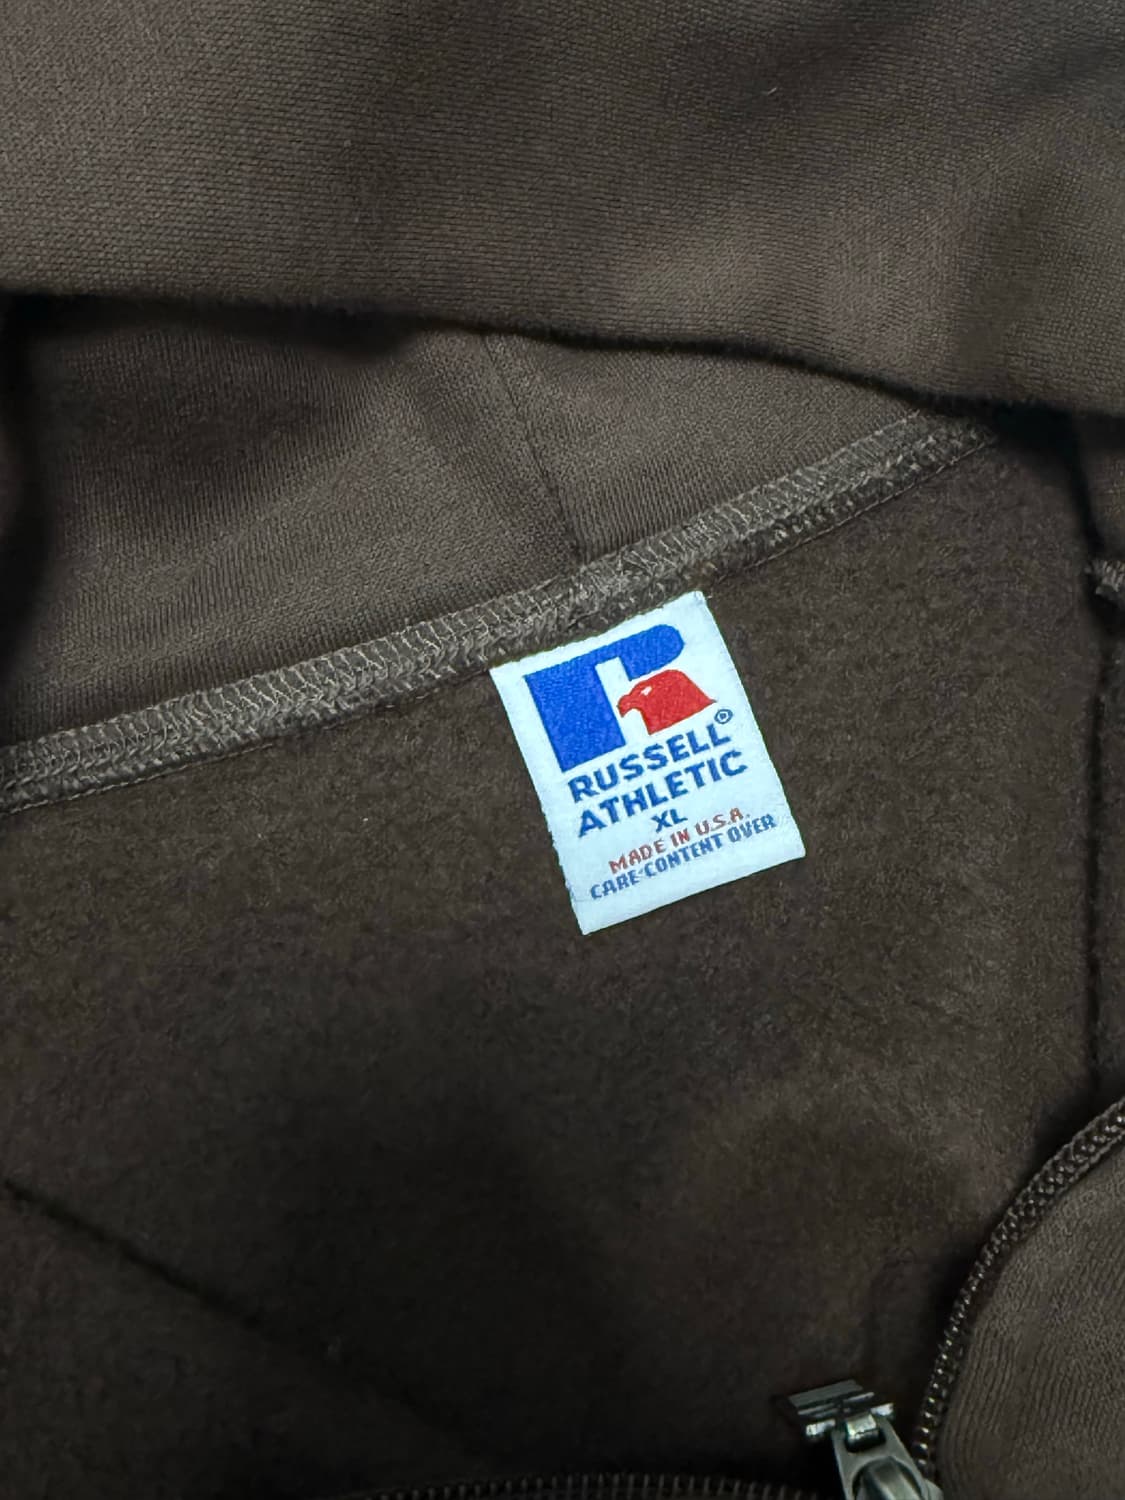 RUSSELL®
ATHLETIC
XL
MADE IN U.S.A.
CARE-CONTENT OVER